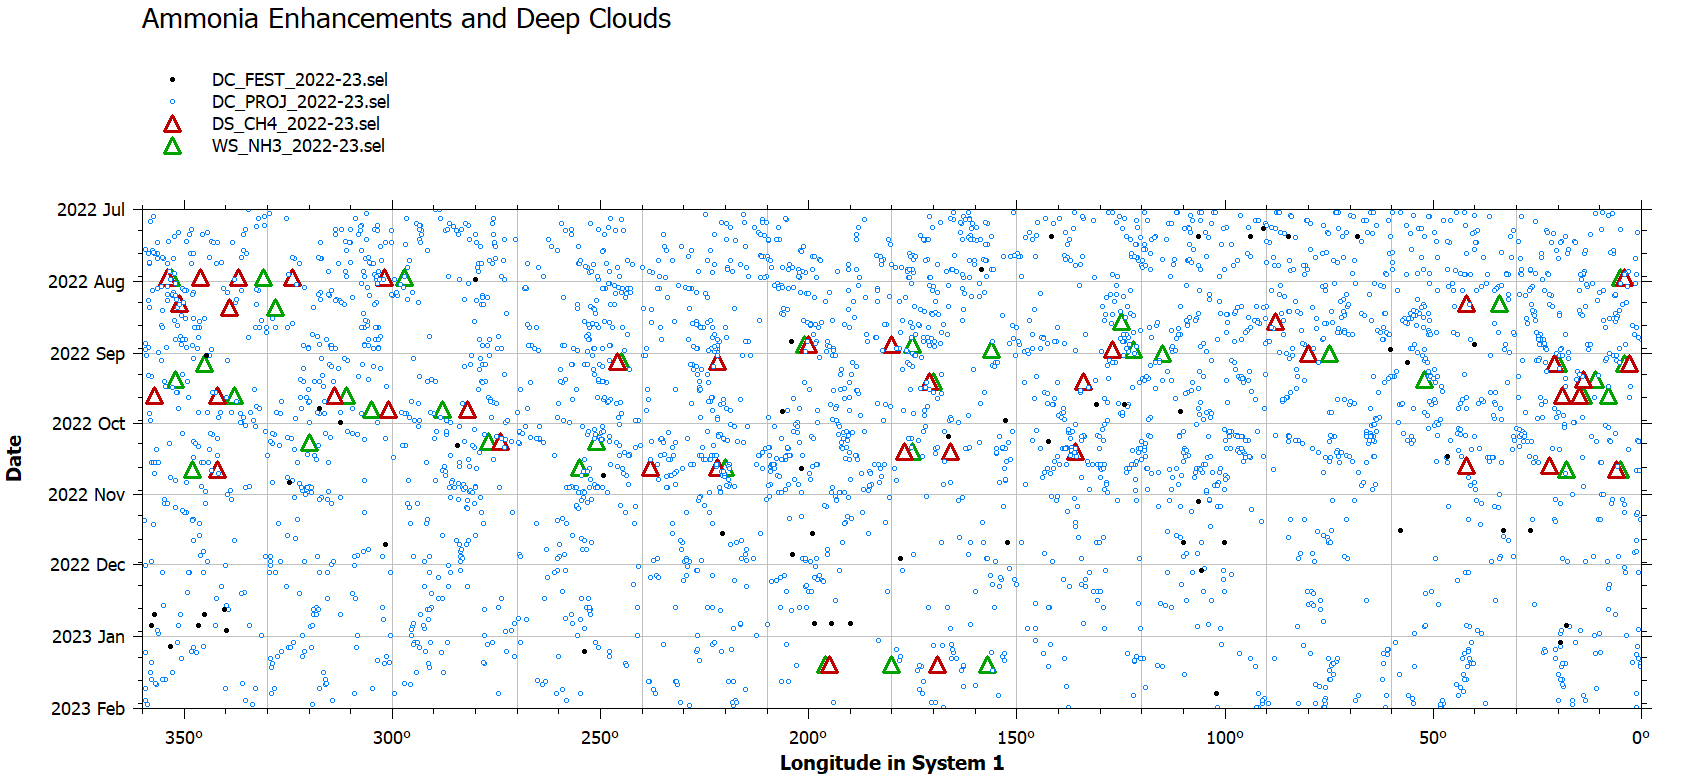 Ammonia Enhancements and Deep Clouds
DC_FEST_2022-23.sel
DC_PROJ_2022-23.sel
DS_CH4_2022-23.sel
WS_NH3_2022-23.sel
2022 Jul
2022 Aug
2022 Sep
2022 Oct
2022 Nov
2022 Dec
2023 Jan
2023 Feb
Date
350º 300º 250º 200º 150º 100º 50º 0º
Longitude in System 1